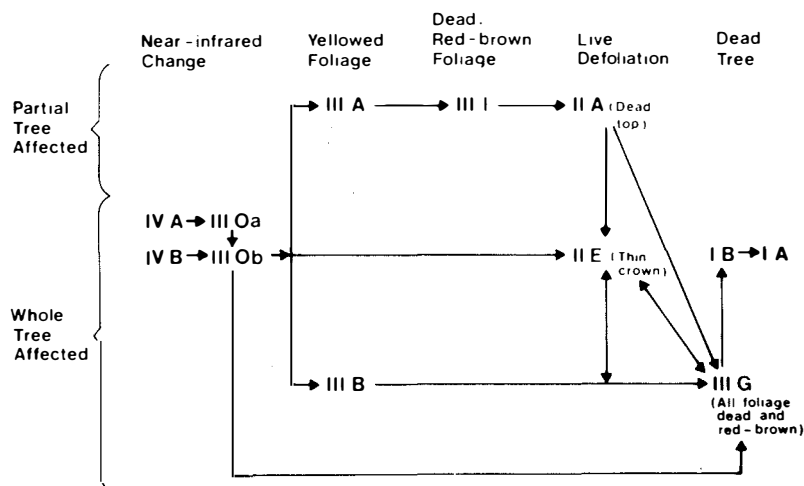 Near-infrared
Change
Yellowed
Foliage
Dead.
Red-brown
Foliage
Live
Defoliation
Dead
Tree
Partial
Tree
Affected
III A
III I
II A (Dead
top)
IV A
III Oa
IV B
III Ob
II E (Thin
crown)
I B
I A
Whole
Tree
Affected
III B
III G
(All foliage
dead and
red-brown)